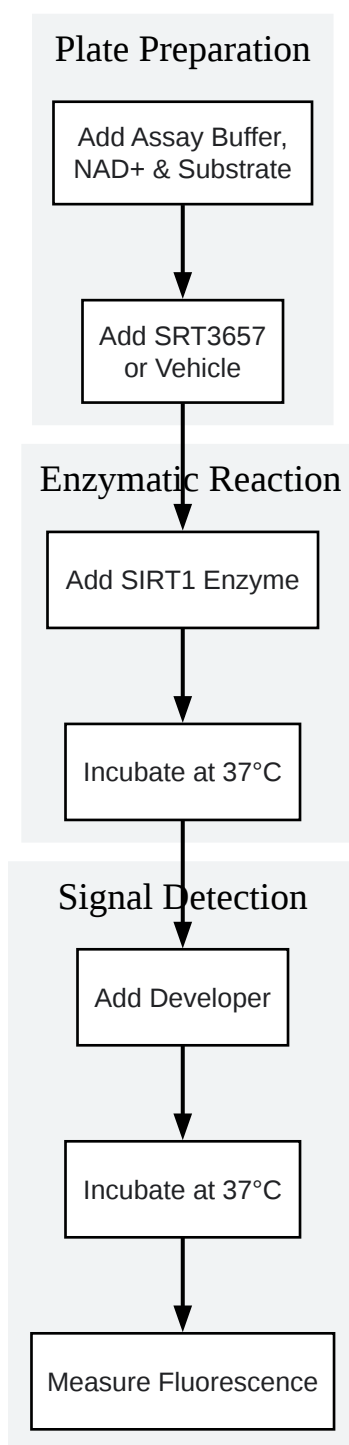 Plate Preparation
Add Assay Buffer,
NAD+ & Substrate
Add SRT3657
or Vehicle
Enzymatic Reaction
Add SIRT1 Enzyme
Incubate at 37°C
Signal Detection
Add Developer
Incubate at 37°C
Measure Fluorescence